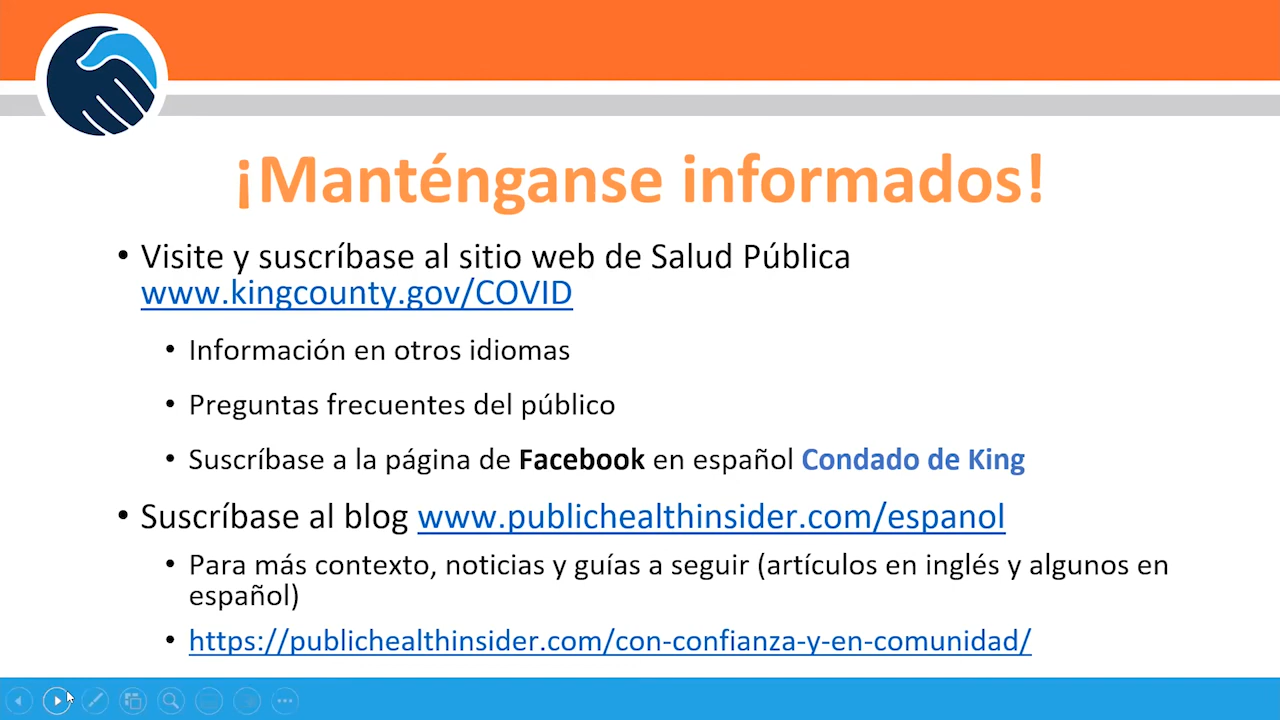 ¡Manténganse informados!
• Visite y suscríbase al sitio web de Salud Pública
www.kingcounty.gov/COVID
• Información en otros idiomas
• Preguntas frecuentes del público
• Suscríbase a la página de Facebook en español Condado de King
• Suscríbase al blog www.publichealthinsider.com/espanol
• Para más contexto, noticias y guías a seguir (artículos en inglés y algunos en
español)
• https://publichealthinsider.com/con-confianza-y-en-comunidad/